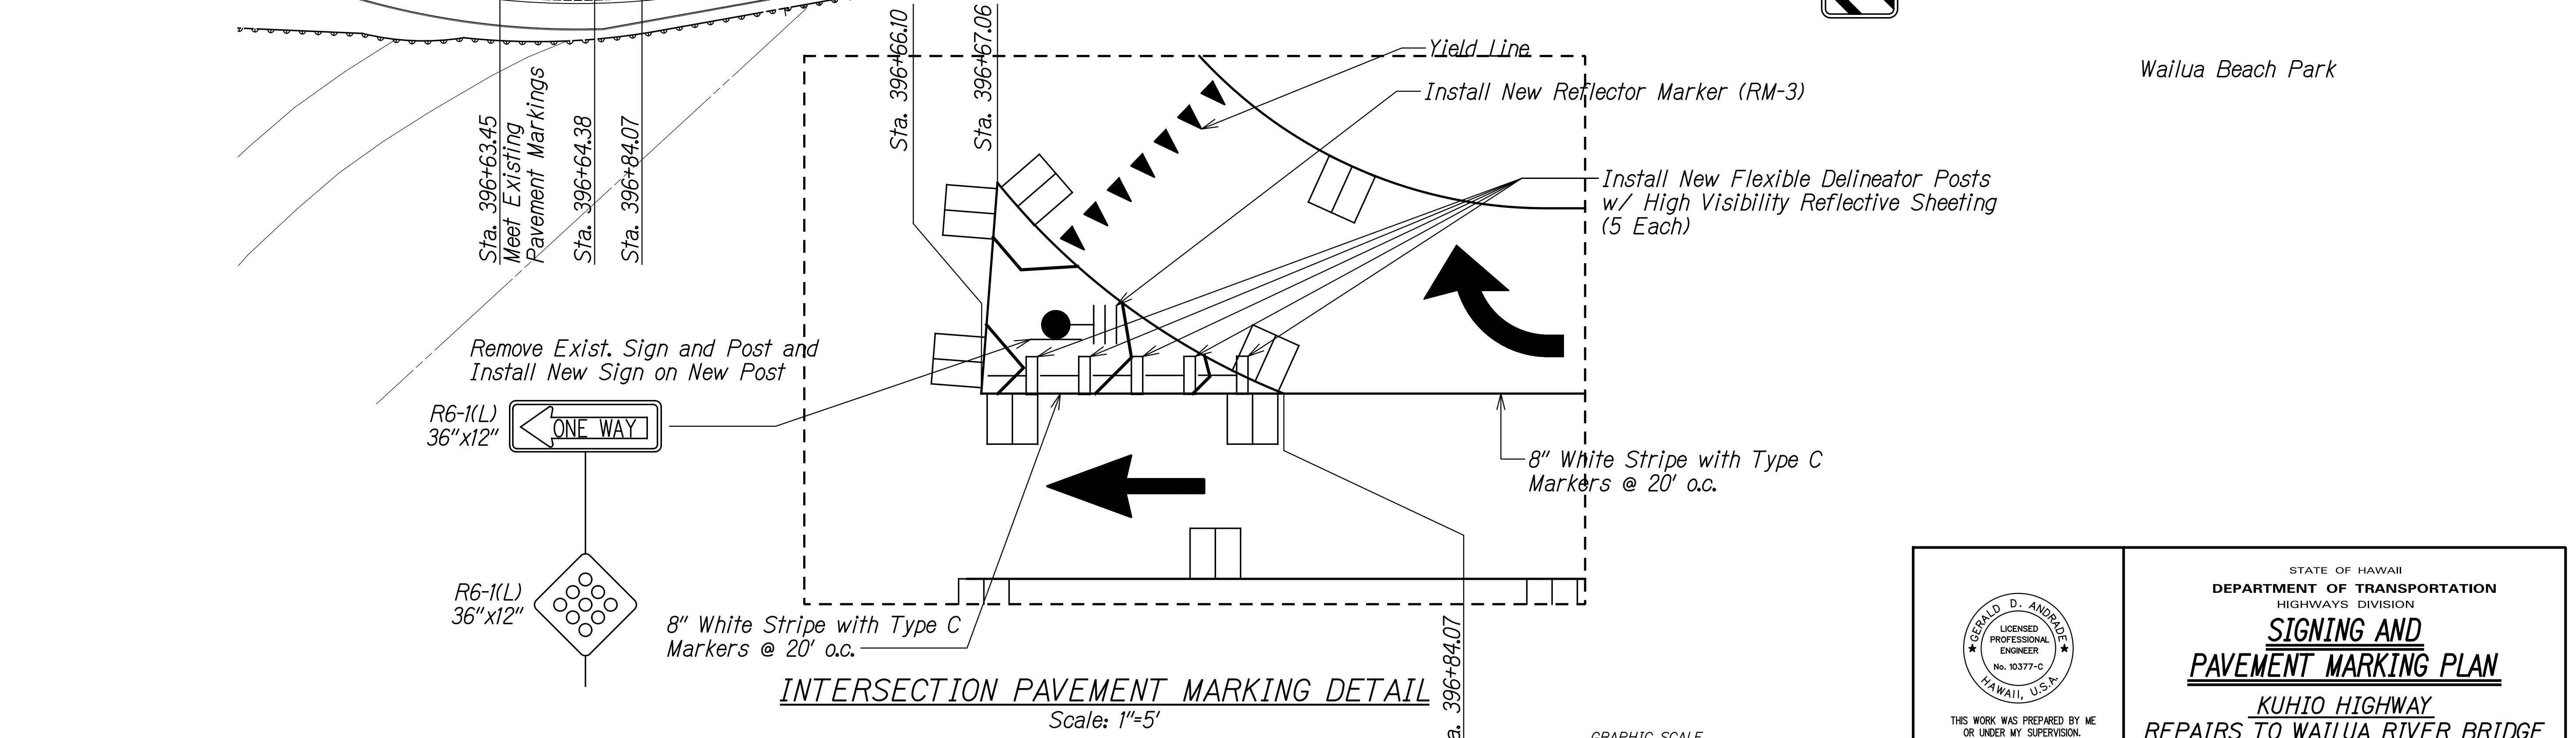 Sta. 396+63.45
Meet Existing
Pavement Markings
Sta. 396+64.38
Sta. 396+84.07
Sta. 396+66.10
Sta. 396+67.06
Yield Line
Install New Reflector Marker (RM-3)
Wailua Beach Park
Install New Flexible Delineator Posts
w/ High Visibility Reflective Sheeting
(5 Each)
Remove Exist. Sign and Post and
Install New Sign on New Post
R6-1(L)
36"x12"
ONE WAY
8" White Stripe with Type C
Markers @ 20' o.c.
R6-1(L)
36"x12"
8" White Stripe with Type C
Markers @ 20' o.c.
396+84.07
INTERSECTION PAVEMENT MARKING DETAIL
Scale: 1"=5'
GRAPHIC SCALE
GERALD D. ANDRADE
LICENSED
PROFESSIONAL
ENGINEER
No. 10377-C
HAWAII, U.S.A.
THIS WORK WAS PREPARED BY ME
OR UNDER MY SUPERVISION.
STATE OF HAWAII
DEPARTMENT OF TRANSPORTATION
HIGHWAYS DIVISION
SIGNING AND
PAVEMENT MARKING PLAN
KUHIO HIGHWAY
REPAIRS TO WAILUA RIVER BRIDGE